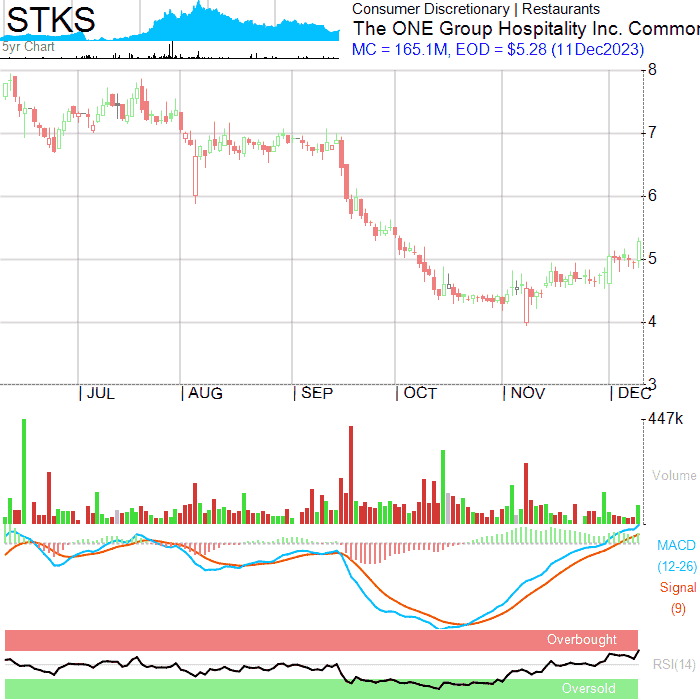 STKS
5yr Chart
Consumer Discretionary | Restaurants
The ONE Group Hospitality Inc. Common
MC = 165.1M, EOD = $5.28 (11Dec2023)
8
7
6
5
4
3
| JUL | AUG | SEP | OCT | NOV | DEC
447k
Volume
MACD
(12-26)
Signal
(9)
Overbought
RSI(14)
Oversold